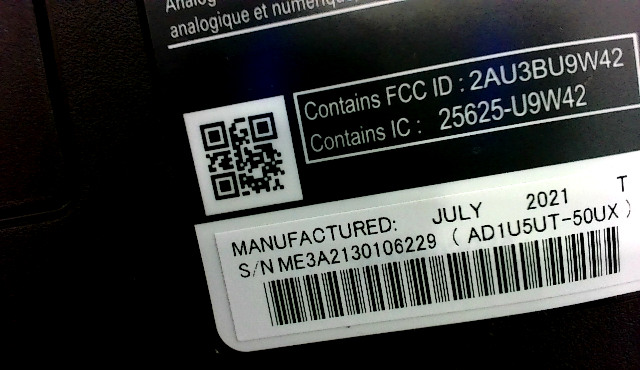 analogique et numérique,
Contains FCC ID : 2AU3BU9W42
Contains IC : 25625-U9W42
MANUFACTURED: JULY 2021 T
S/N ME3A2130106229 ( AD1U5UT-50UX )